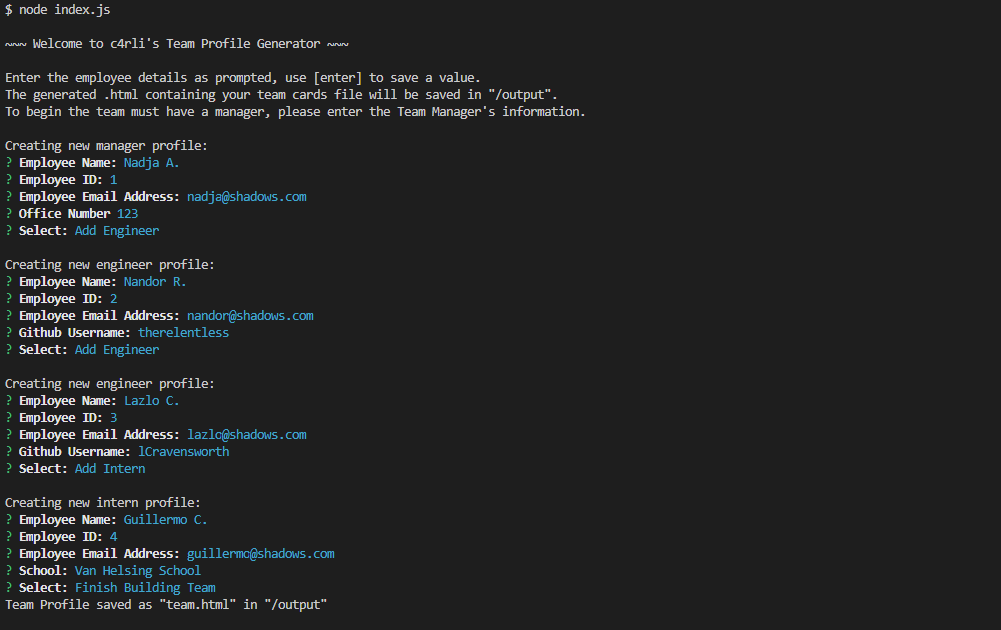 $ node index.js
~~~ Welcome to c4rli's Team Profile Generator ~~~
Enter the employee details as prompted, use [enter] to save a value.
The generated .html containing your team cards file will be saved in "/output".
To begin the team must have a manager, please enter the Team Manager's information.
Creating new manager profile:
? Employee Name: Nadja A.
? Employee ID: 1
? Employee Email Address: nadja@shadows.com
? Office Number 123
? Select: Add Engineer
Creating new engineer profile:
? Employee Name: Nandor R.
? Employee ID: 2
? Employee Email Address: nandor@shadows.com
? Github Username: therelentless
? Select: Add Engineer
Creating new engineer profile:
? Employee Name: Lazlo C.
? Employee ID: 3
? Employee Email Address: lazlo@shadows.com
? Github Username: lCravensworth
? Select: Add Intern
Creating new intern profile:
? Employee Name: Guillermo C.
? Employee ID: 4
? Employee Email Address: guillermo@shadows.com
? School: Van Helsing School
? Select: Finish Building Team
Team Profile saved as "team.html" in "/output"